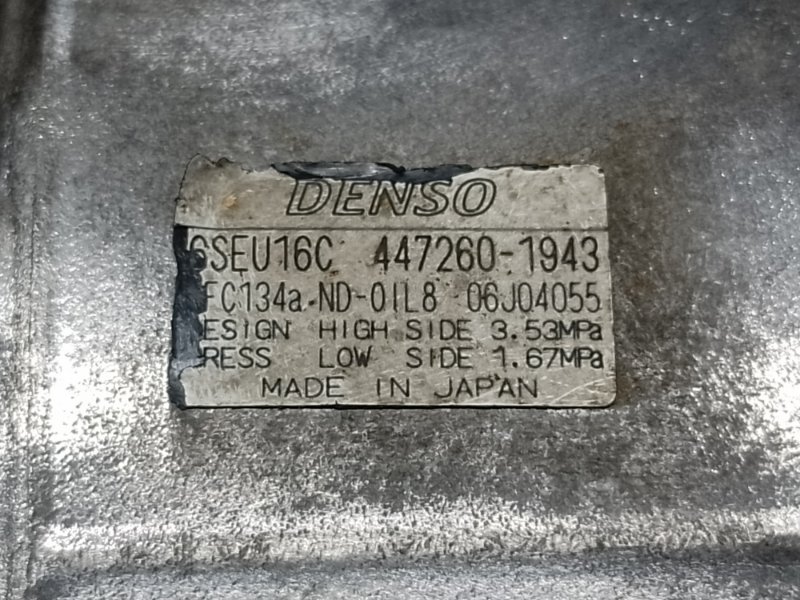 DENSO
6SEU16C 447260-1943
FC134a ND-OIL8 06J04055
ESIGN HIGH SIDE 3.53MPa
RESS LOW SIDE 1.67MPa
MADE IN JAPAN